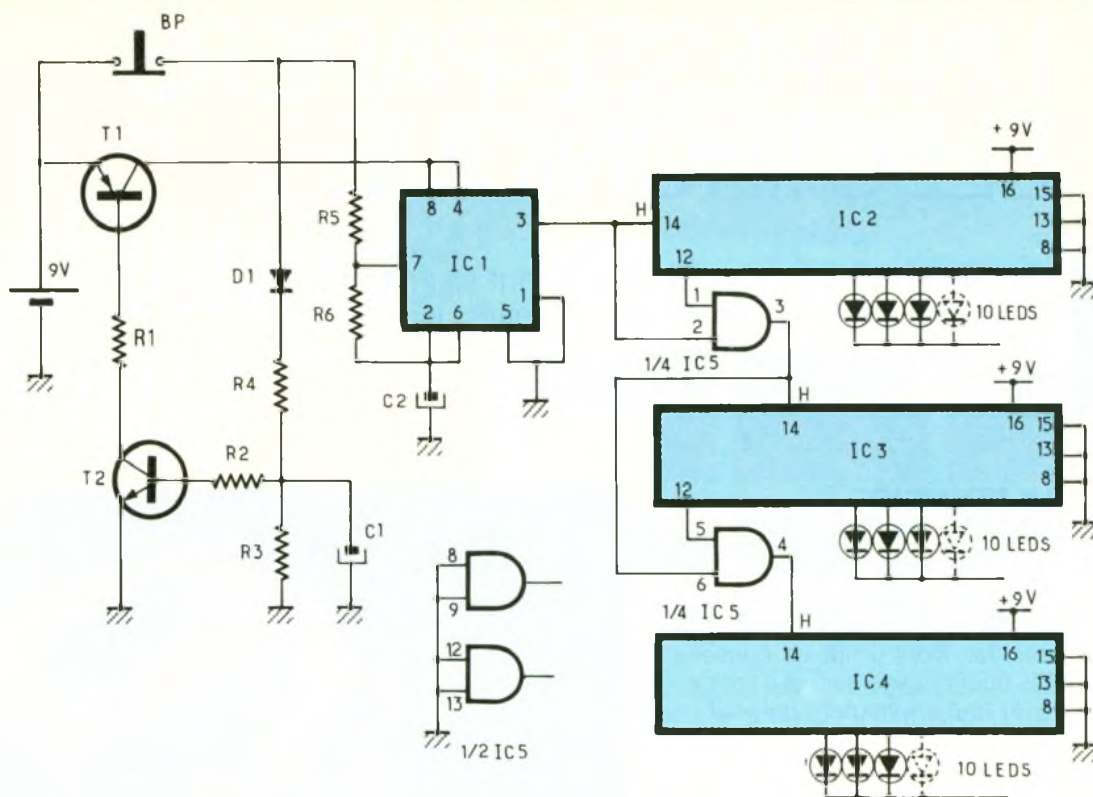 BP
T1
9V
R1
T2
R2
R3
R4
D1
C1
R5
R6
8 4
7 IC1 3
2 6 5 1
C2
+9V
16
H 14 IC2 15
13
12 8
10 LEDS
1
2
3
1/4 IC5
+9V
H
14 16
IC3 15
13
12 8
10 LEDS
5
6
4
1/4 IC5
+9V
H
14 16
IC4 15
13
8
10 LEDS
8
9
12
13
1/2 IC5